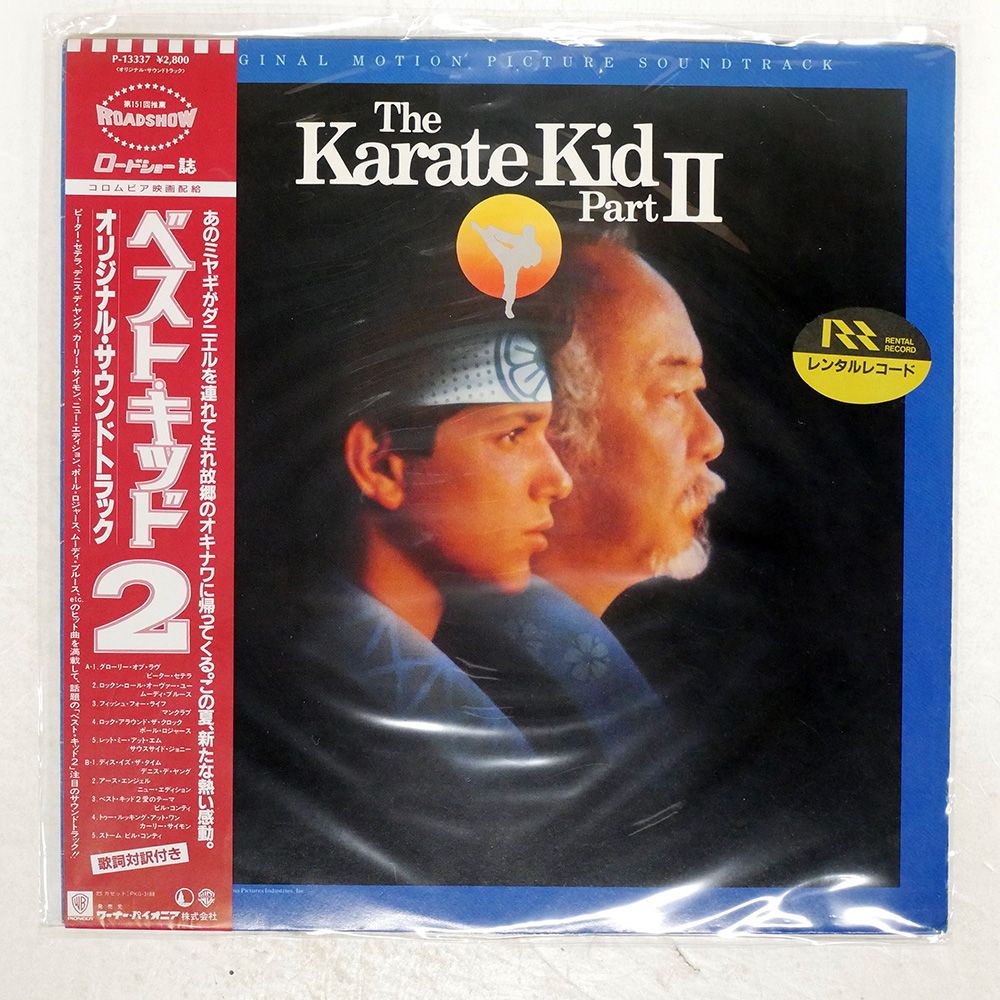 P-13337 ¥2,800
〈オリジナル・サウンドトラック〉
第151回推薦
ROADSHOW
ロードショー誌
コロムビア映画配給
あのミヤギがダニエルを連れて生れ故郷のオキナワに帰ってくる。この夏、新たな熱い感動。
ベスト・キッド2
オリジナル・サウンドトラック
ピーター・セテラ、デニス・デ・ヤング、カーリー・サイモン、ニュー・エディション、ポール・ロジャース、ムーディ・ブルース、etc.のヒット曲を満載して、話題の「ベスト・キッド2」注目のサウンドトラック!!
A-1.グローリー・オブ・ラヴ
ピーター・セテラ
2.ロックン・ロール・オーヴァー・ユー
ムーディ・ブルース
3.フィッシュ・フォー・ライフ
マンクラブ
4.ロック・アラウンド・ザ・クロック
ポール・ロジャース
5.レット・ミー・アット・エム
サウスサイド・ジョニー
B-1.ディス・イズ・ザ・タイム
デニス・デ・ヤング
2.アース・エンジェル
ニュー・エディション
3.ベスト・キッド2愛のテーマ
ビル・コンティ
4.トゥー・ルッキング・アット・ワン
カーリー・サイモン
5.ストーム ビル・コンティ
歌詞対訳付き
カセット:PKG-3188
PIONEER
発売元
ワーナー・パイオニア株式会社
GINAL MOTION PICTURE SOUNDTRACK
The
Karate Kid
Part II
RENTAL
RECORD
レンタルレコード
Pictures Industries, Inc.